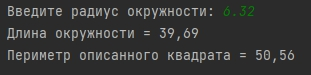 Введите радиус окружности: 6.32
Длина окружности = 39,69
Периметр описанного квадрата = 50,56